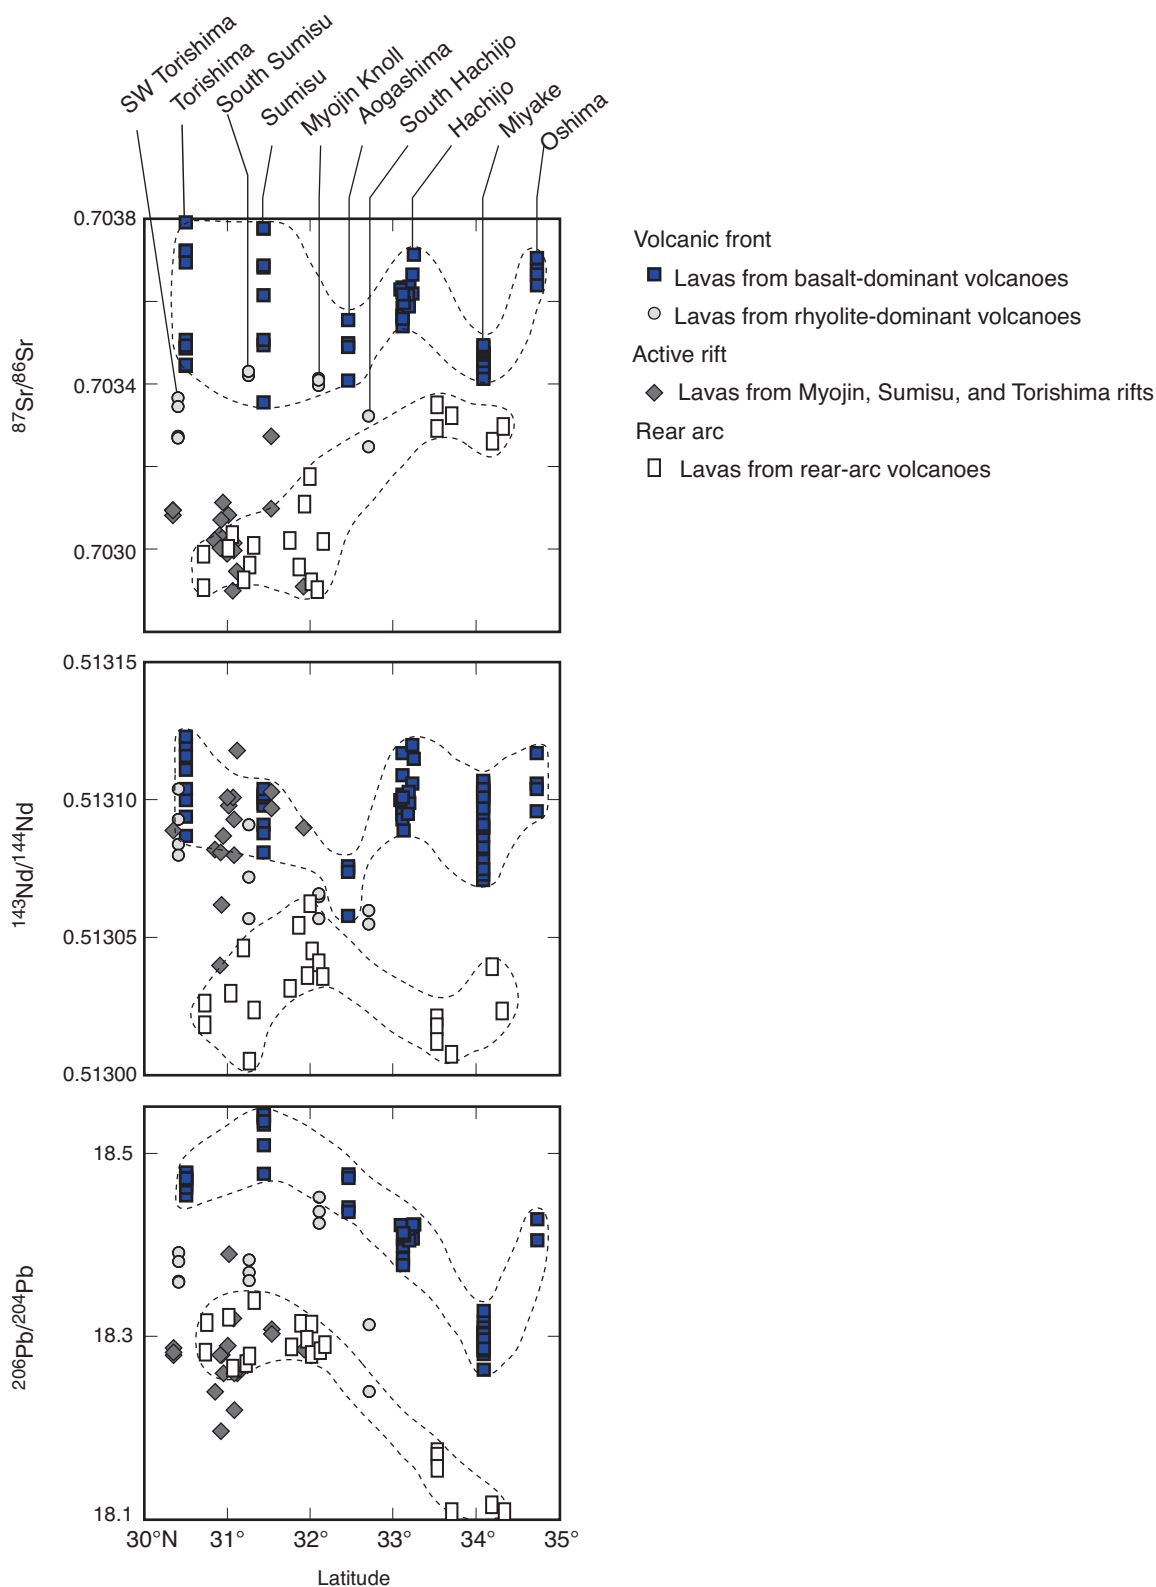 SW Torishima
Torishima
South Sumisu
Sumisu
Myojin Knoll
Aogashima
South Hachijo
Hachijo
Miyake
Oshima
0.7038
0.7034
0.7030
87Sr/86Sr
Volcanic front
Lavas from basalt-dominant volcanoes
Lavas from rhyolite-dominant volcanoes
Active rift
Lavas from Myojin, Sumisu, and Torishima rifts
Rear arc
Lavas from rear-arc volcanoes
0.51315
0.51310
0.51305
0.51300
143Nd/144Nd
18.5
18.3
18.1
206Pb/204Pb
30°N 31° 32° 33° 34° 35°
Latitude